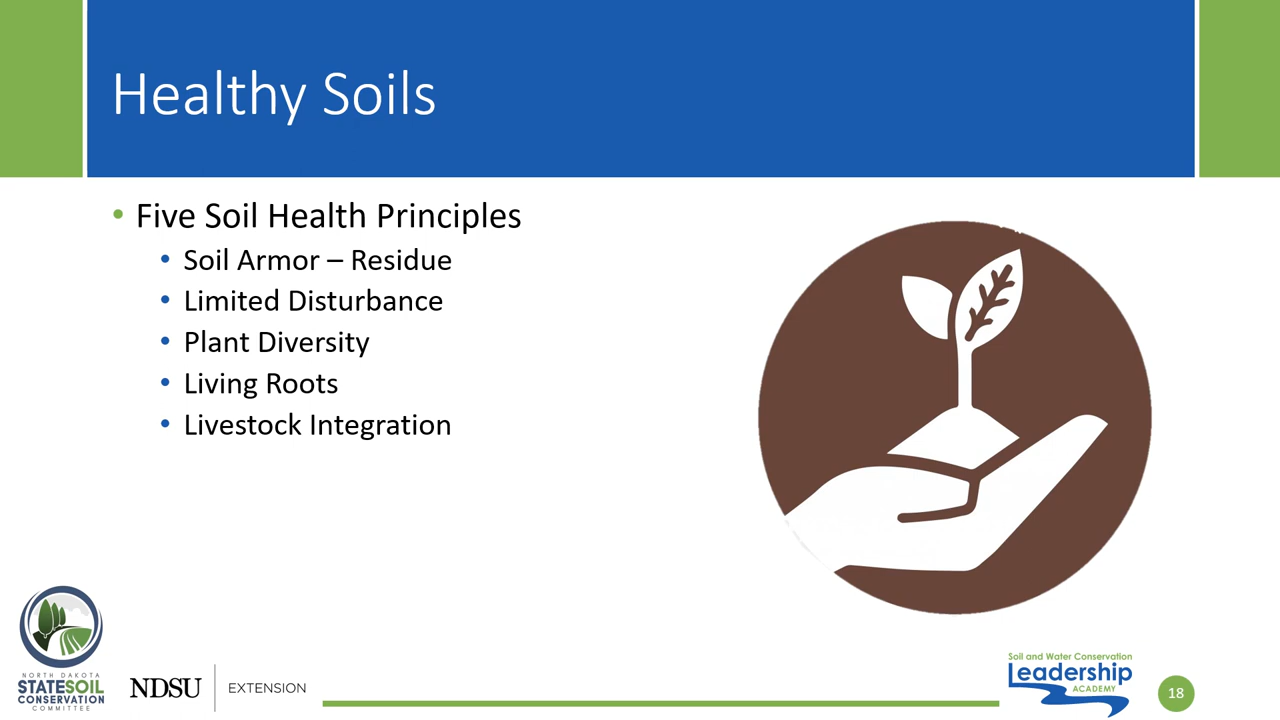 Healthy Soils
• Five Soil Health Principles
• Soil Armor – Residue
• Limited Disturbance
• Plant Diversity
• Living Roots
• Livestock Integration
NORTH DAKOTA
STATE SOIL
CONSERVATION
COMMITTEE
NDSU EXTENSION
Soil and Water Conservation
Leadership
ACADEMY
18